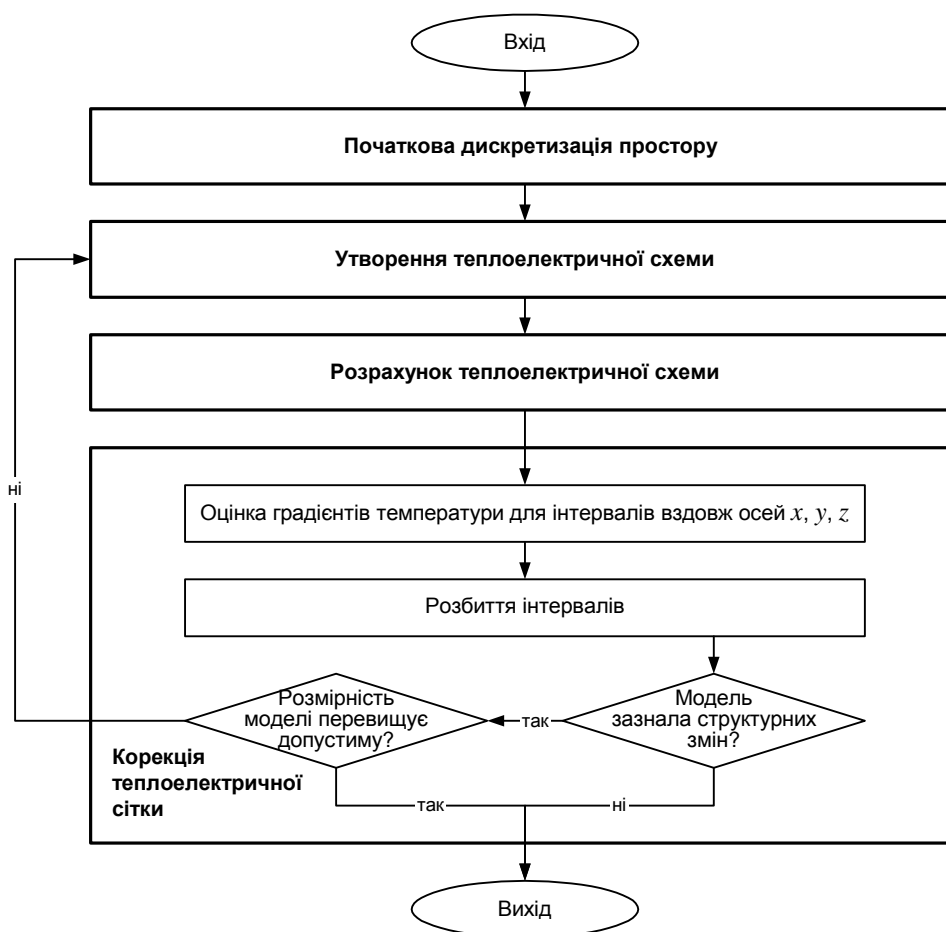 Вхід
Початкова дискретизація простору
Утворення теплоелектричної схеми
Розрахунок теплоелектричної схеми
ні
Оцінка градієнтів температури для інтервалів вздовж осей x, y, z
Розбиття інтервалів
Розмірність
моделі перевищує
допустиму?
так
Модель
зазнала структурних
змін?
Корекція
теплоелектричної
сітки
так
ні
Вихід